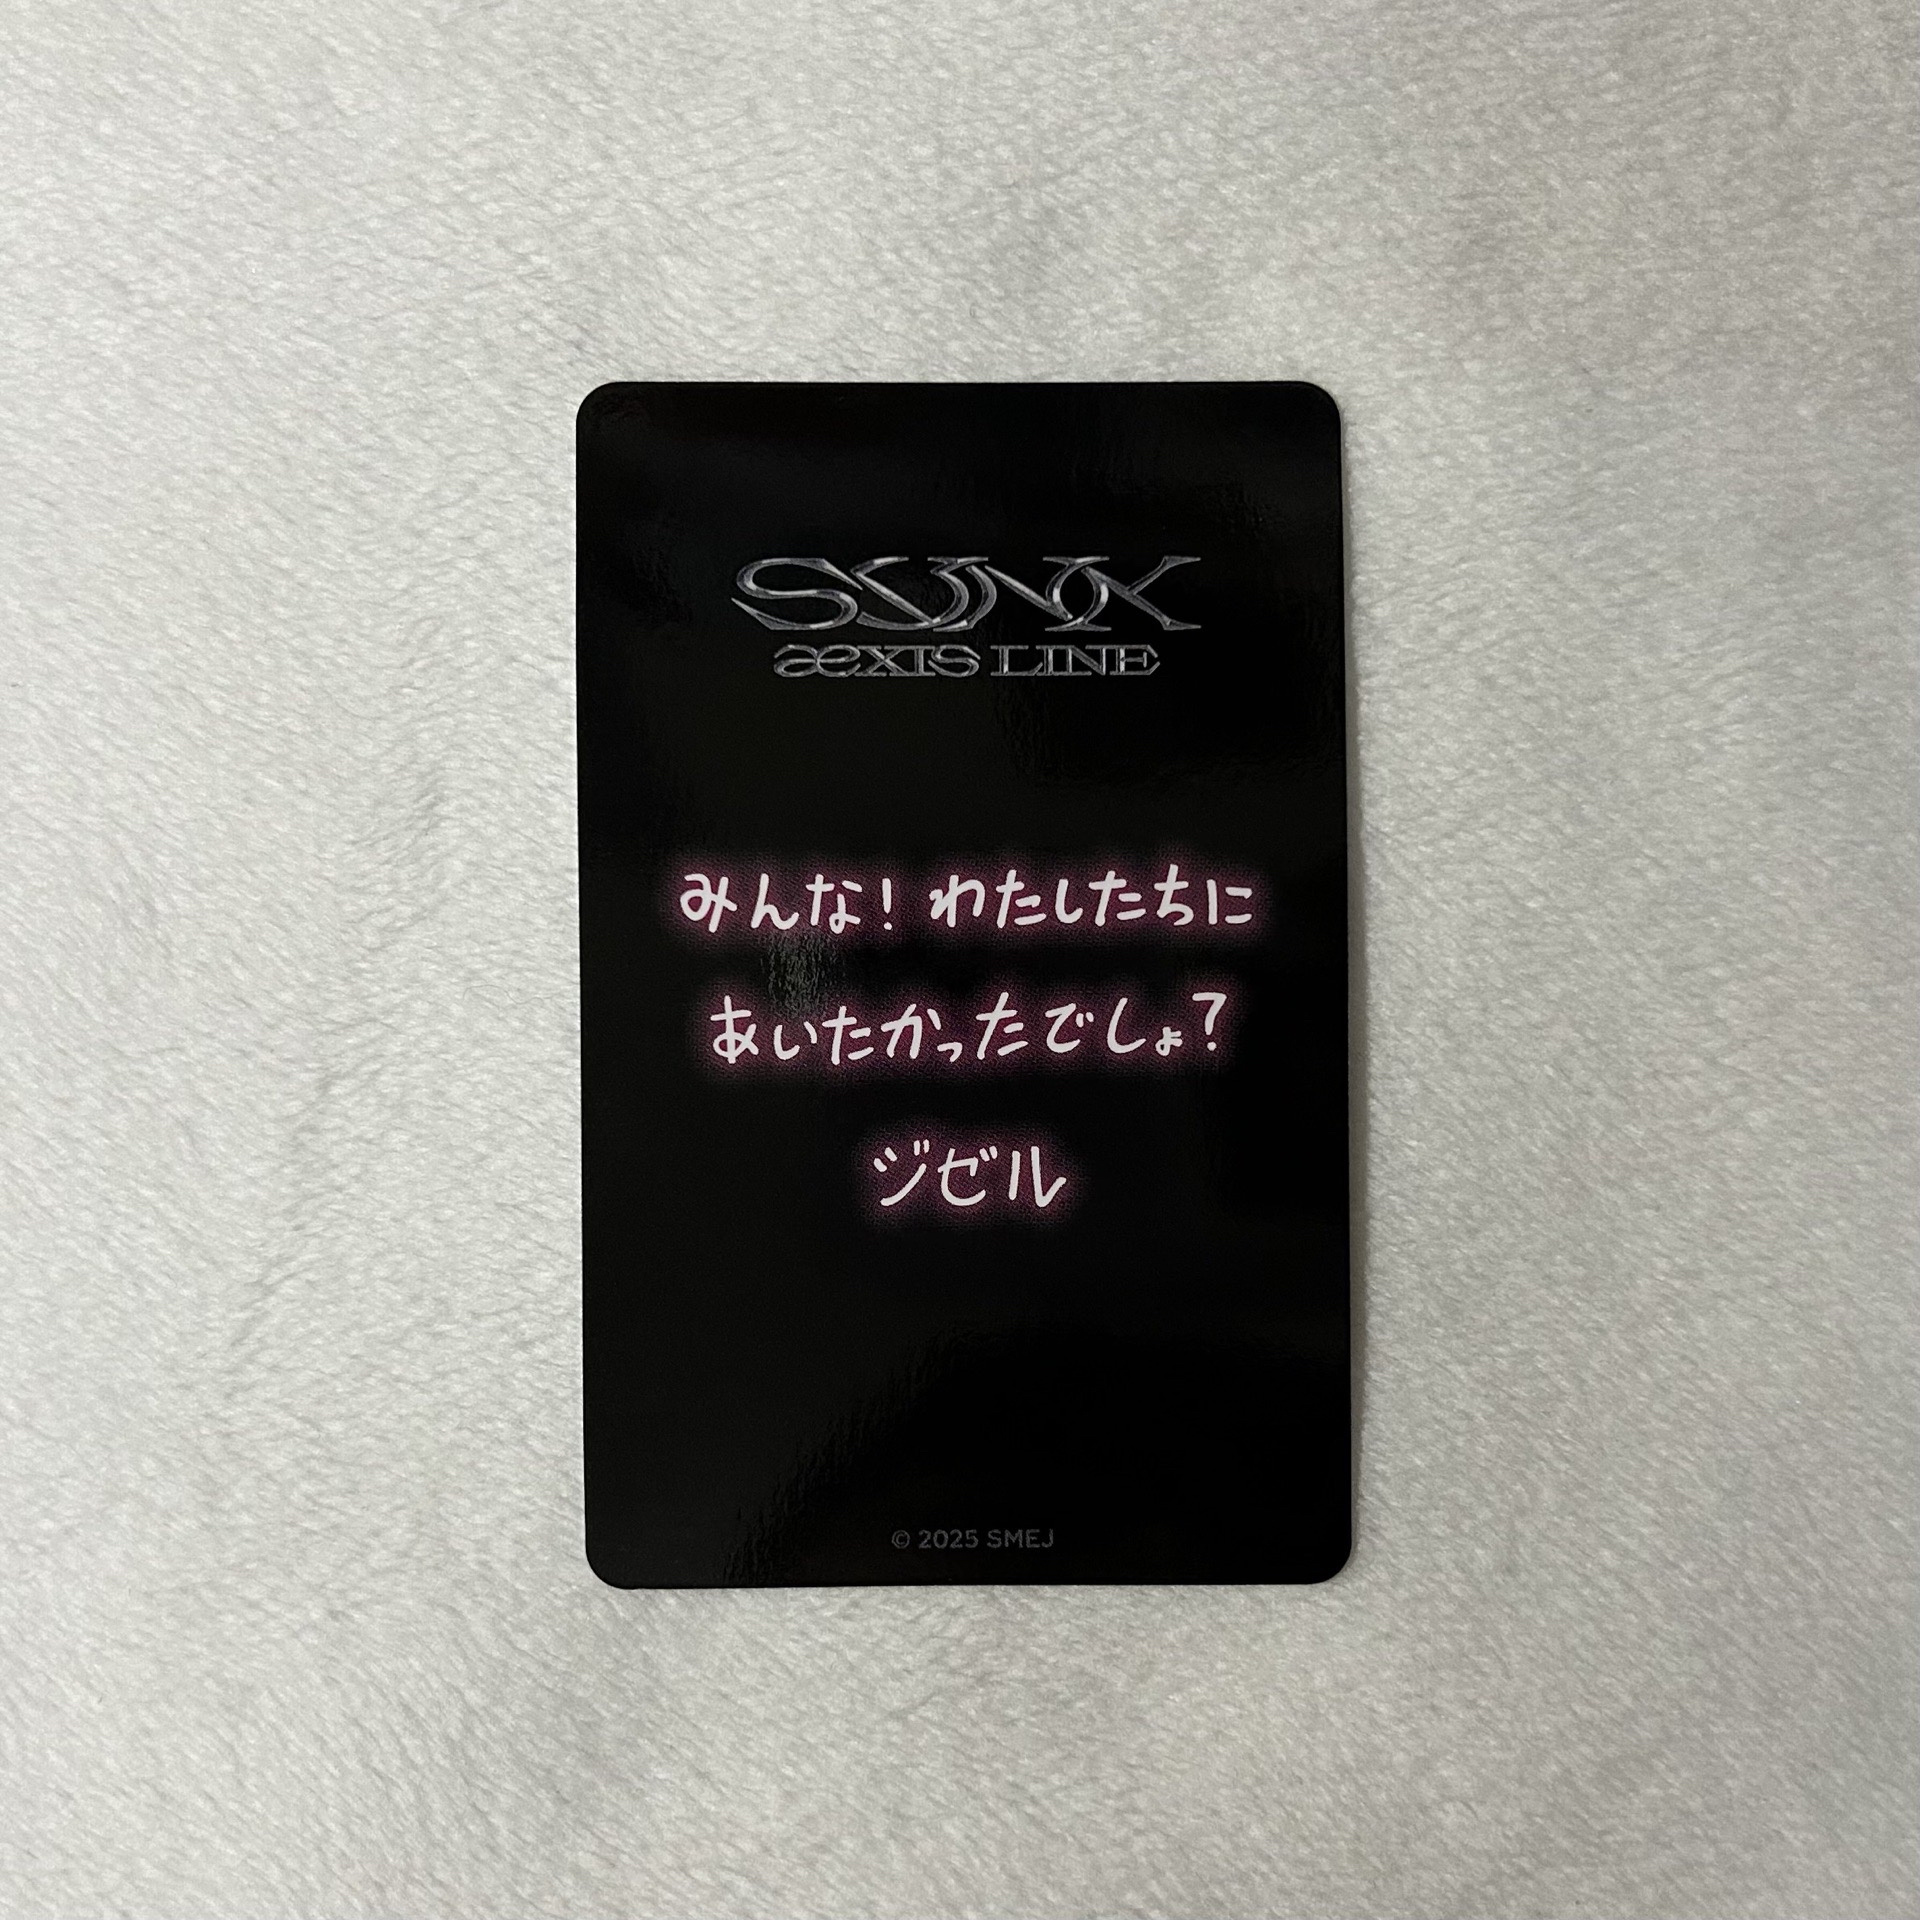 SYNK
æXIS LINE
みんな! わたしたちに
あいたかったでしょ?
ジゼル
© 2025 SMEJ